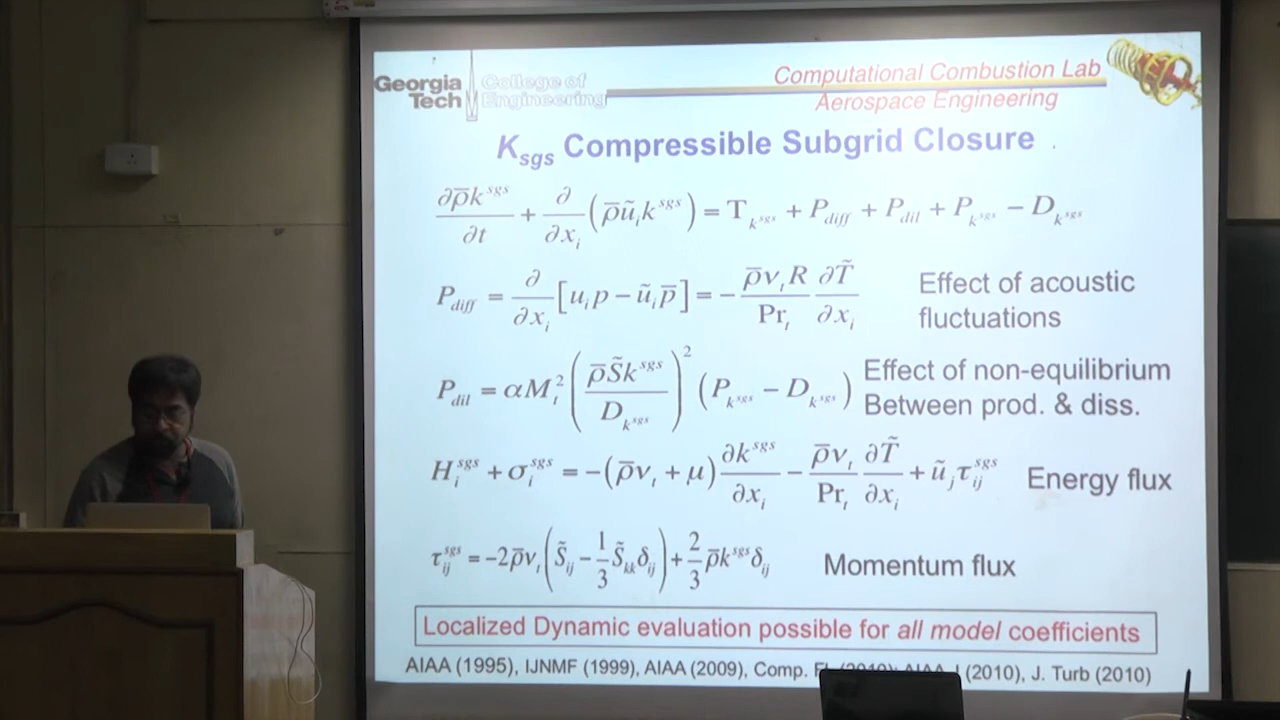 Georgia Tech
College of Engineering
Computational Combustion Lab
Aerospace Engineering
K_sgs Compressible Subgrid Closure
∂ρ̄k^sgs/∂t + ∂/∂x_i (ρ̄ũ_i k^sgs) = T_k^sgs + P_diff + P_dil + P_k^sgs − D_k^sgs
P_diff = ∂/∂x_i [u_i p − ũ_i p̄] = − (ρ̄ν_t R / Pr_t) ∂T̃/∂x_i
Effect of acoustic
fluctuations
P_dil = αM_t^2 (ρ̄S̃k^sgs / D_k^sgs)^2 (P_k^sgs − D_k^sgs)
Effect of non-equilibrium
Between prod. & diss.
H_i^sgs + σ_i^sgs = −(ρ̄ν_t + μ) ∂k^sgs/∂x_i − (ρ̄ν_t / Pr_t) ∂T̃/∂x_i + ũ_j τ_ij^sgs
Energy flux
τ_ij^sgs = −2ρ̄ν_t (S̃_ij − 1/3 S̃_kk δ_ij) + 2/3 ρ̄k^sgs δ_ij
Momentum flux
Localized Dynamic evaluation possible for all model coefficients
AIAA (1995), IJNMF (1999), AIAA (2009), Comp. (2010), J. Turb (2010)